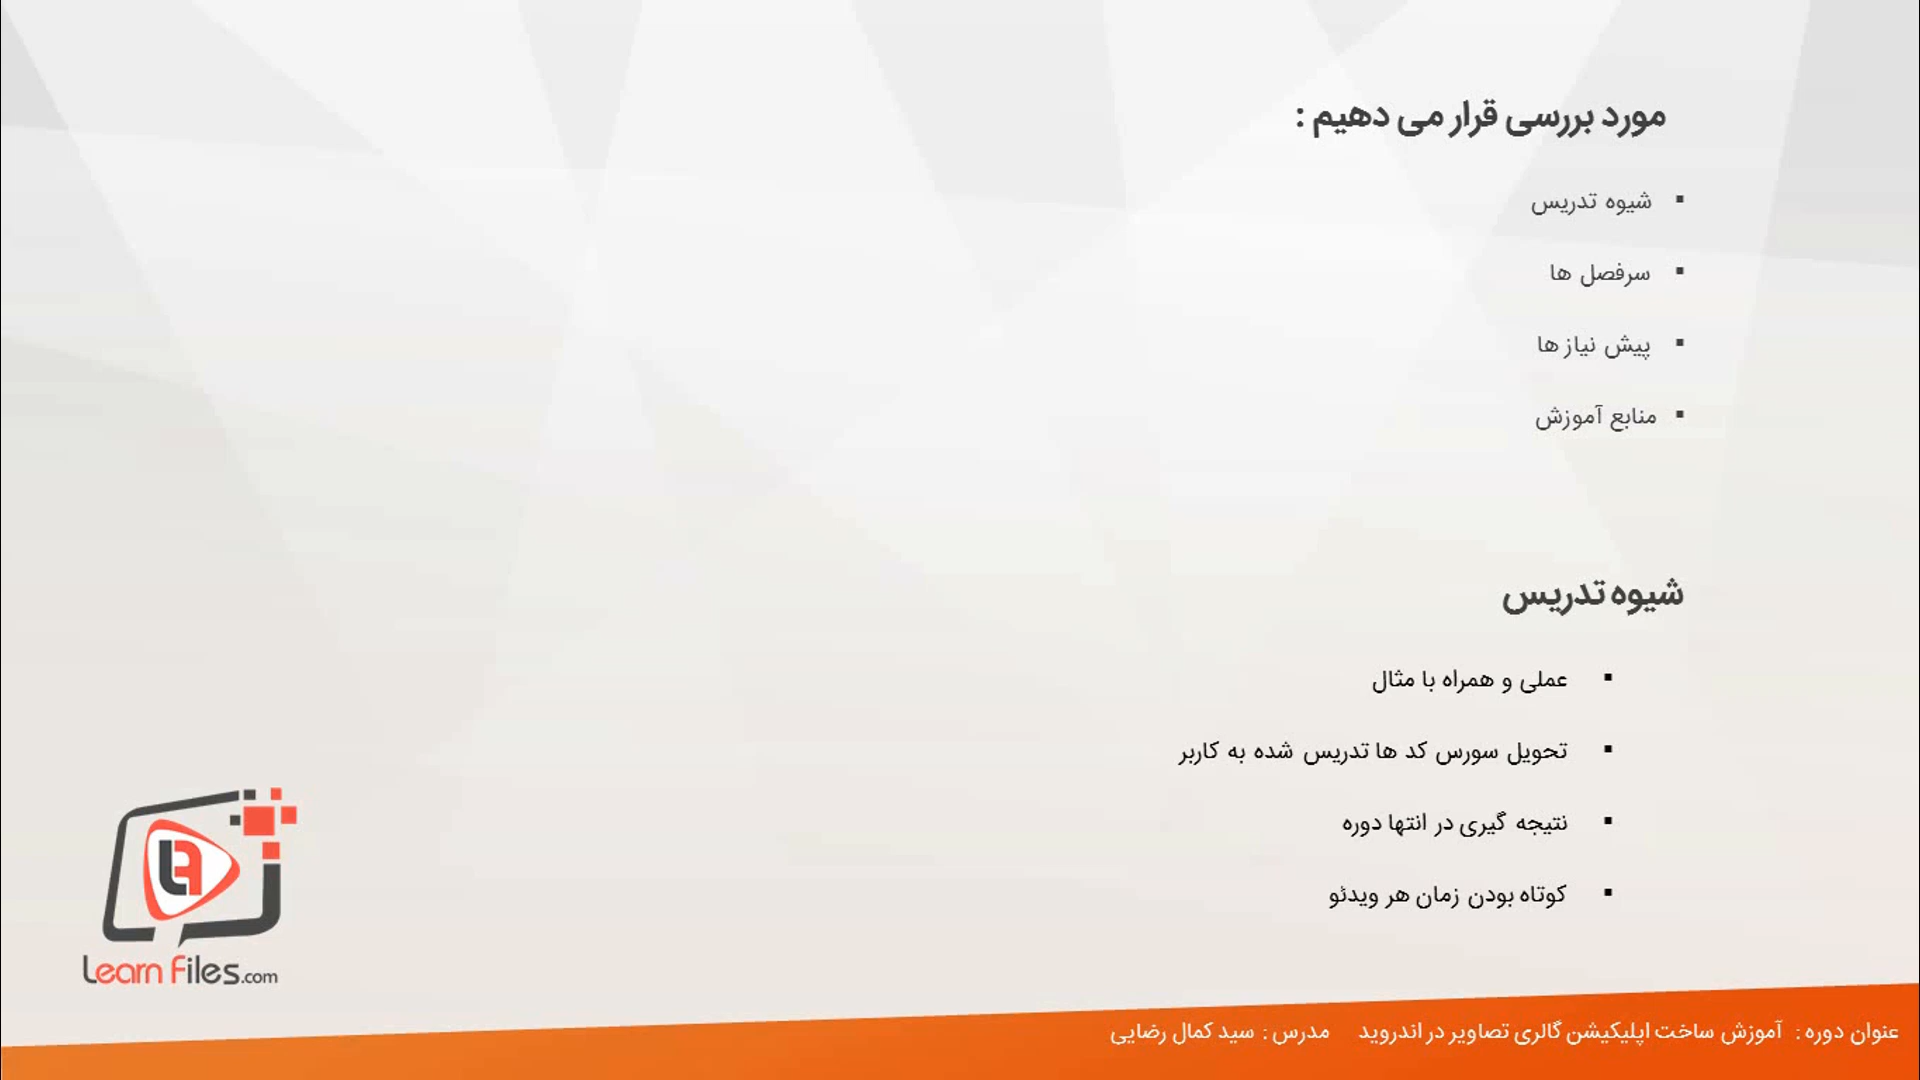 مورد بررسی قرار می دهیم :
▪ شیوه تدریس
▪ سرفصل ها
▪ پیش نیاز ها
▪ منابع آموزش
شیوه تدریس
▪ عملی و همراه با مثال
▪ تحویل سورس کد ها تدریس شده به کاربر
▪ نتیجه گیری در انتها دوره
▪ کوتاه بودن زمان هر ویدئو
Learn Files.com
عنوان دوره : آموزش ساخت اپلیکیشن گالری تصاویر در اندروید مدرس : سید کمال رضایی